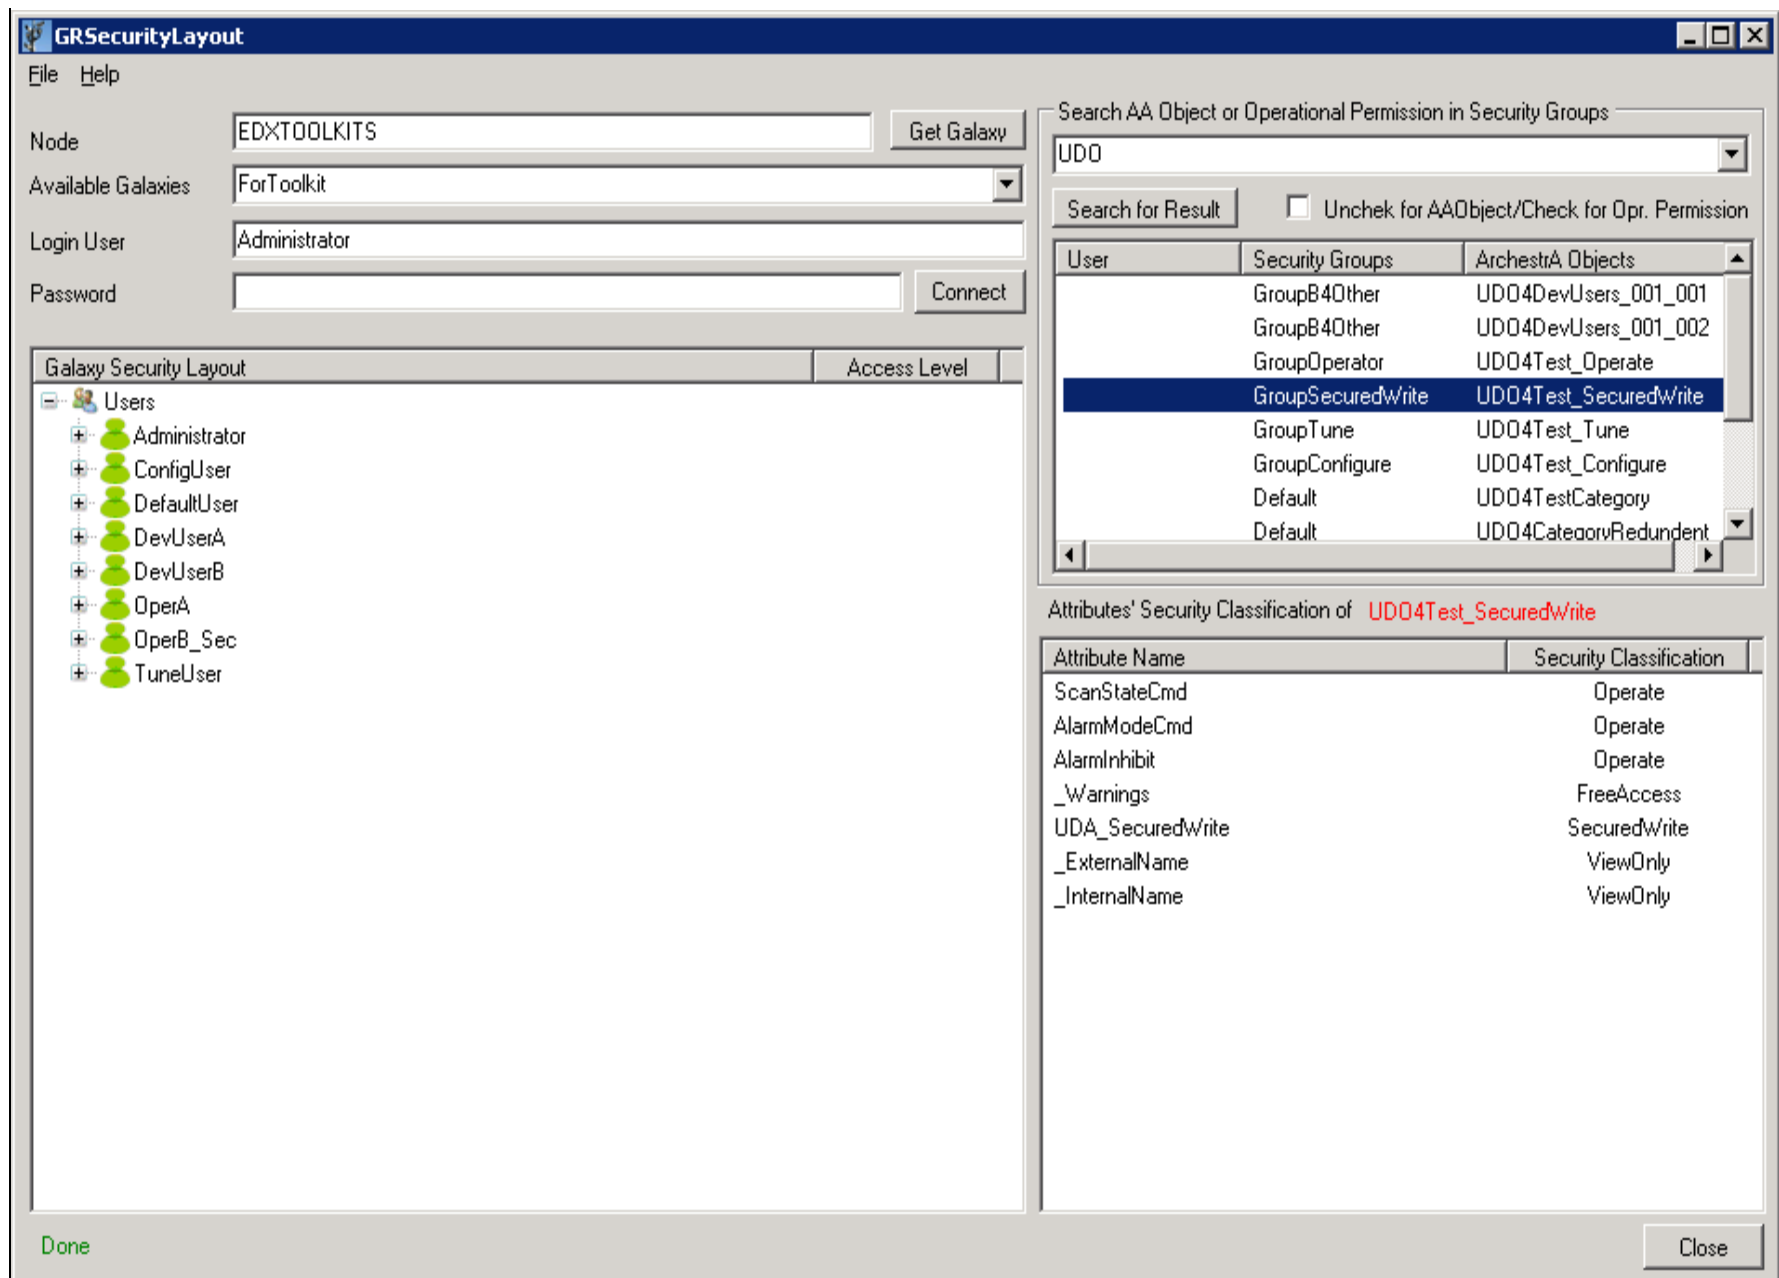 GRSecurityLayout
File Help
Node EDXTOOLKITS Get Galaxy
Available Galaxies ForToolkit
Login User Administrator
Password Connect
Galaxy Security Layout Access Level
Users
Administrator
ConfigUser
DefaultUser
DevUserA
DevUserB
OperA
OperB_Sec
TuneUser
Done
Search AA Object or Operational Permission in Security Groups
UDO
Search for Result Unchek for AAObject/Check for Opr. Permission
User Security Groups ArchestrA Objects
GroupB4Other UDO4DevUsers_001_001
GroupB4Other UDO4DevUsers_001_002
GroupOperator UDO4Test_Operate
GroupSecuredWrite UDO4Test_SecuredWrite
GroupTune UDO4Test_Tune
GroupConfigure UDO4Test_Configure
Default UDO4TestCategory
Default UDO4CategoryRedundent
Attributes' Security Classification of UDO4Test_SecuredWrite
Attribute Name Security Classification
ScanStateCmd Operate
AlarmModeCmd Operate
AlarmInhibit Operate
_Warnings FreeAccess
UDA_SecuredWrite SecuredWrite
_ExternalName ViewOnly
_InternalName ViewOnly
Close